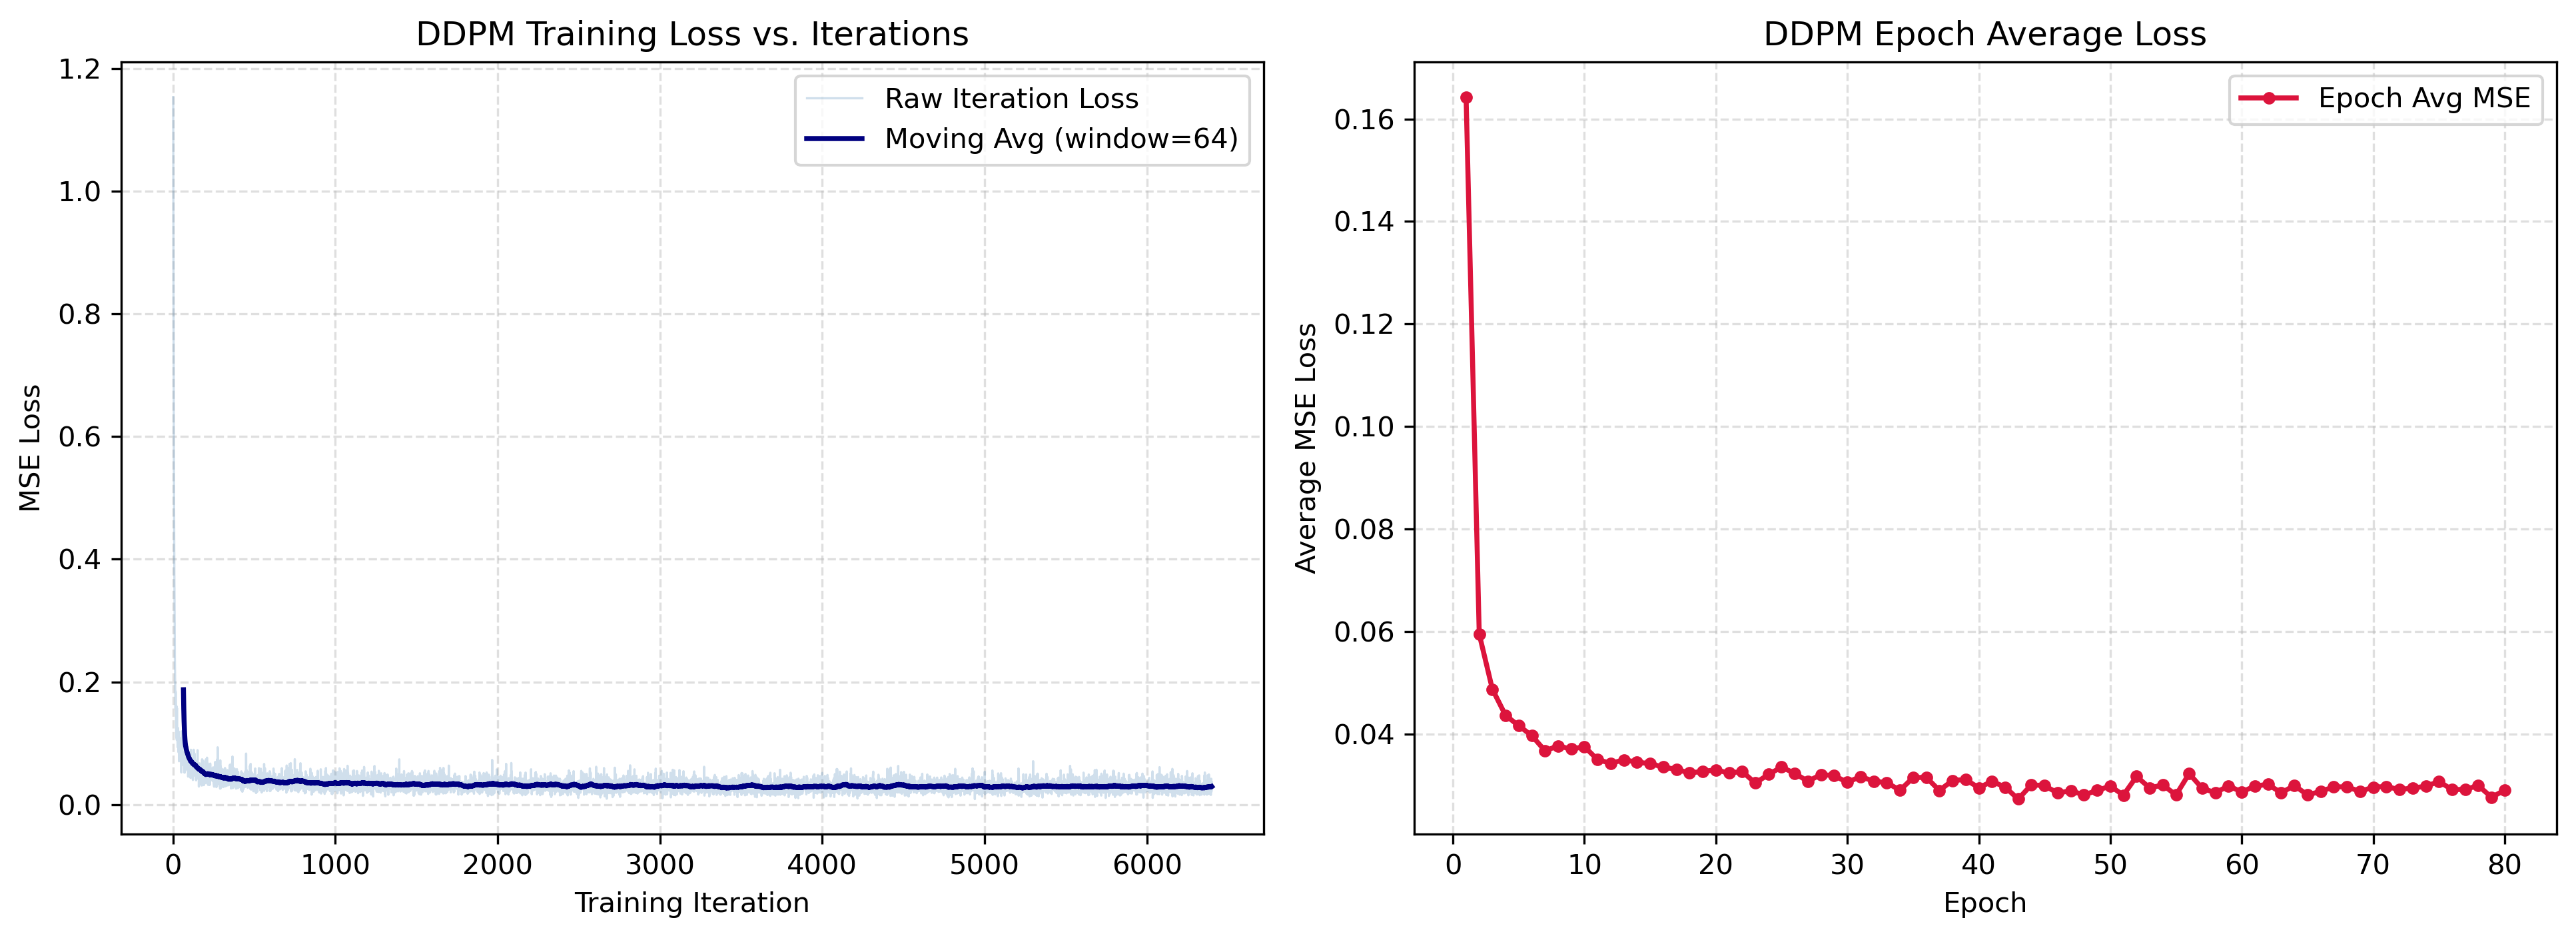 DDPM Training Loss vs. Iterations
1.2
1.0
0.8
0.6
0.4
0.2
0.0
MSE Loss
Raw Iteration Loss
Moving Avg (window=64)
0 1000 2000 3000 4000 5000 6000
Training Iteration
DDPM Epoch Average Loss
0.16
0.14
0.12
0.10
0.08
0.06
0.04
Average MSE Loss
Epoch Avg MSE
0 10 20 30 40 50 60 70 80
Epoch